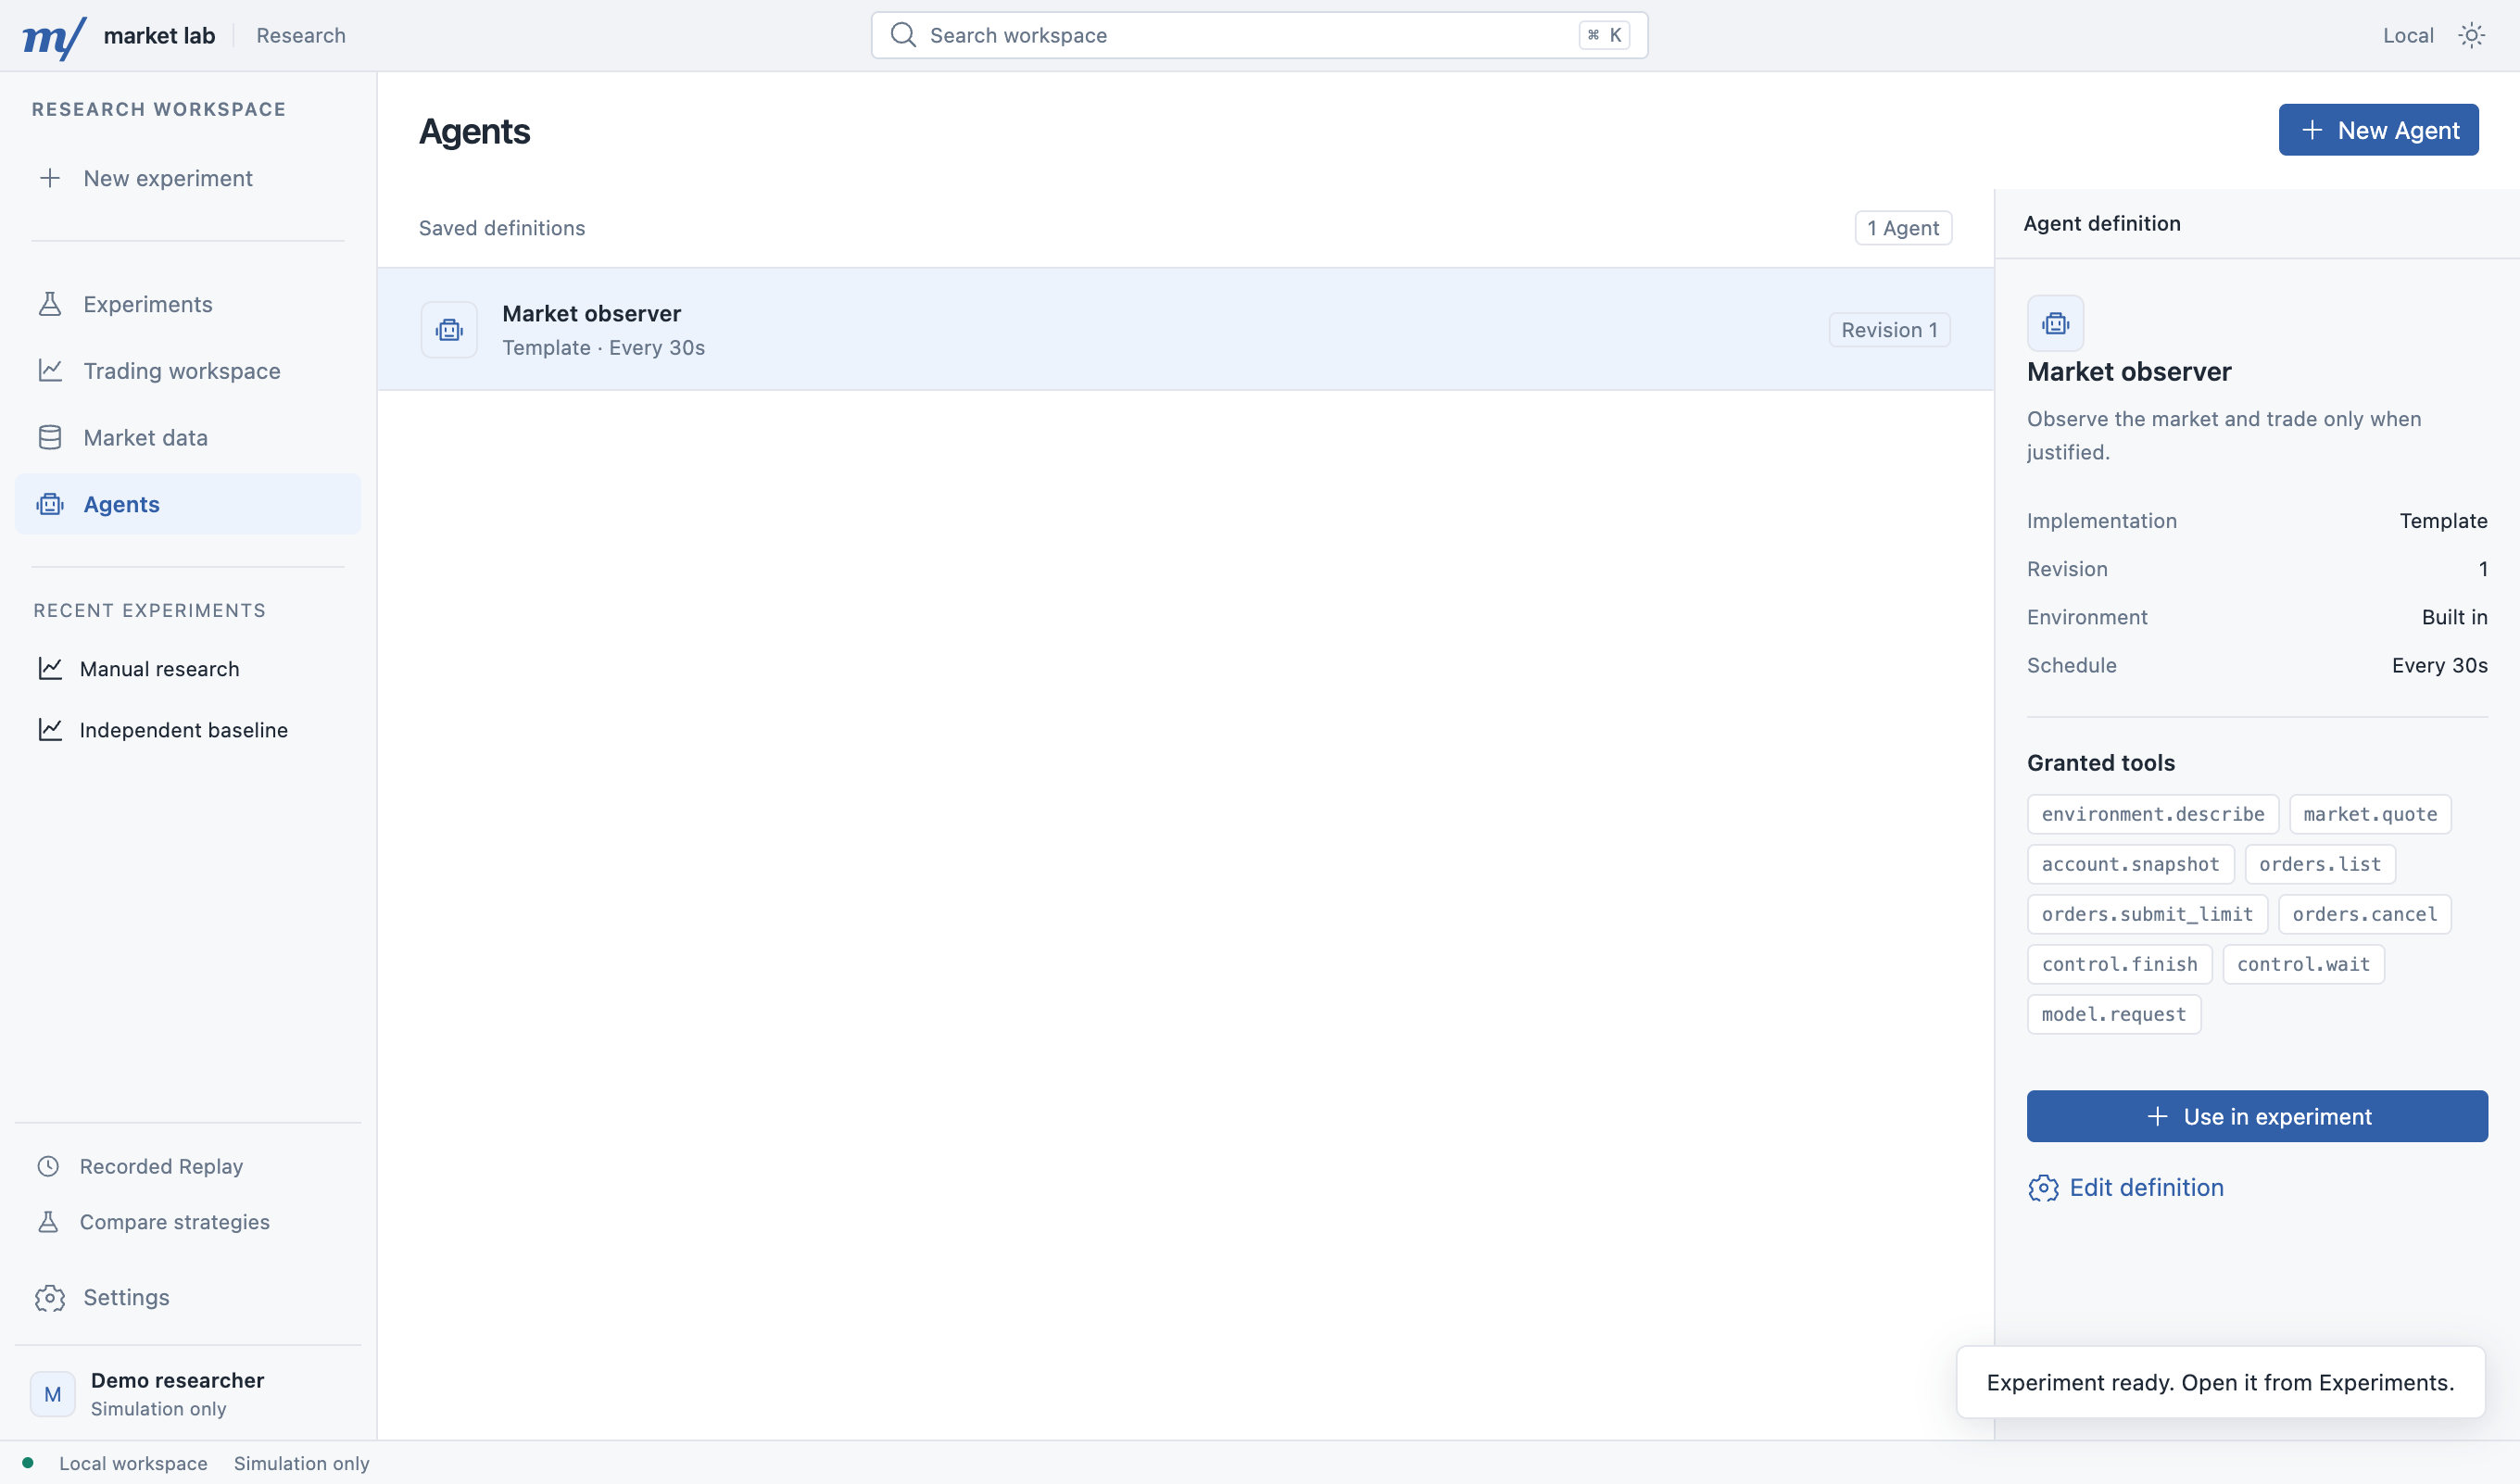 m/ market lab Research
Search workspace ⌘ K
Local
RESEARCH WORKSPACE
New experiment
Experiments
Trading workspace
Market data
Agents
RECENT EXPERIMENTS
Manual research
Independent baseline
Recorded Replay
Compare strategies
Settings
M
Demo researcher
Simulation only
Agents
New Agent
Saved definitions
1 Agent
Market observer
Template · Every 30s
Revision 1
Agent definition
Market observer
Observe the market and trade only when
justified.
Implementation Template
Revision 1
Environment Built in
Schedule Every 30s
Granted tools
environment.describe market.quote
account.snapshot orders.list
orders.submit_limit orders.cancel
control.finish control.wait
model.request
Use in experiment
Edit definition
Experiment ready. Open it from Experiments.
Local workspace Simulation only